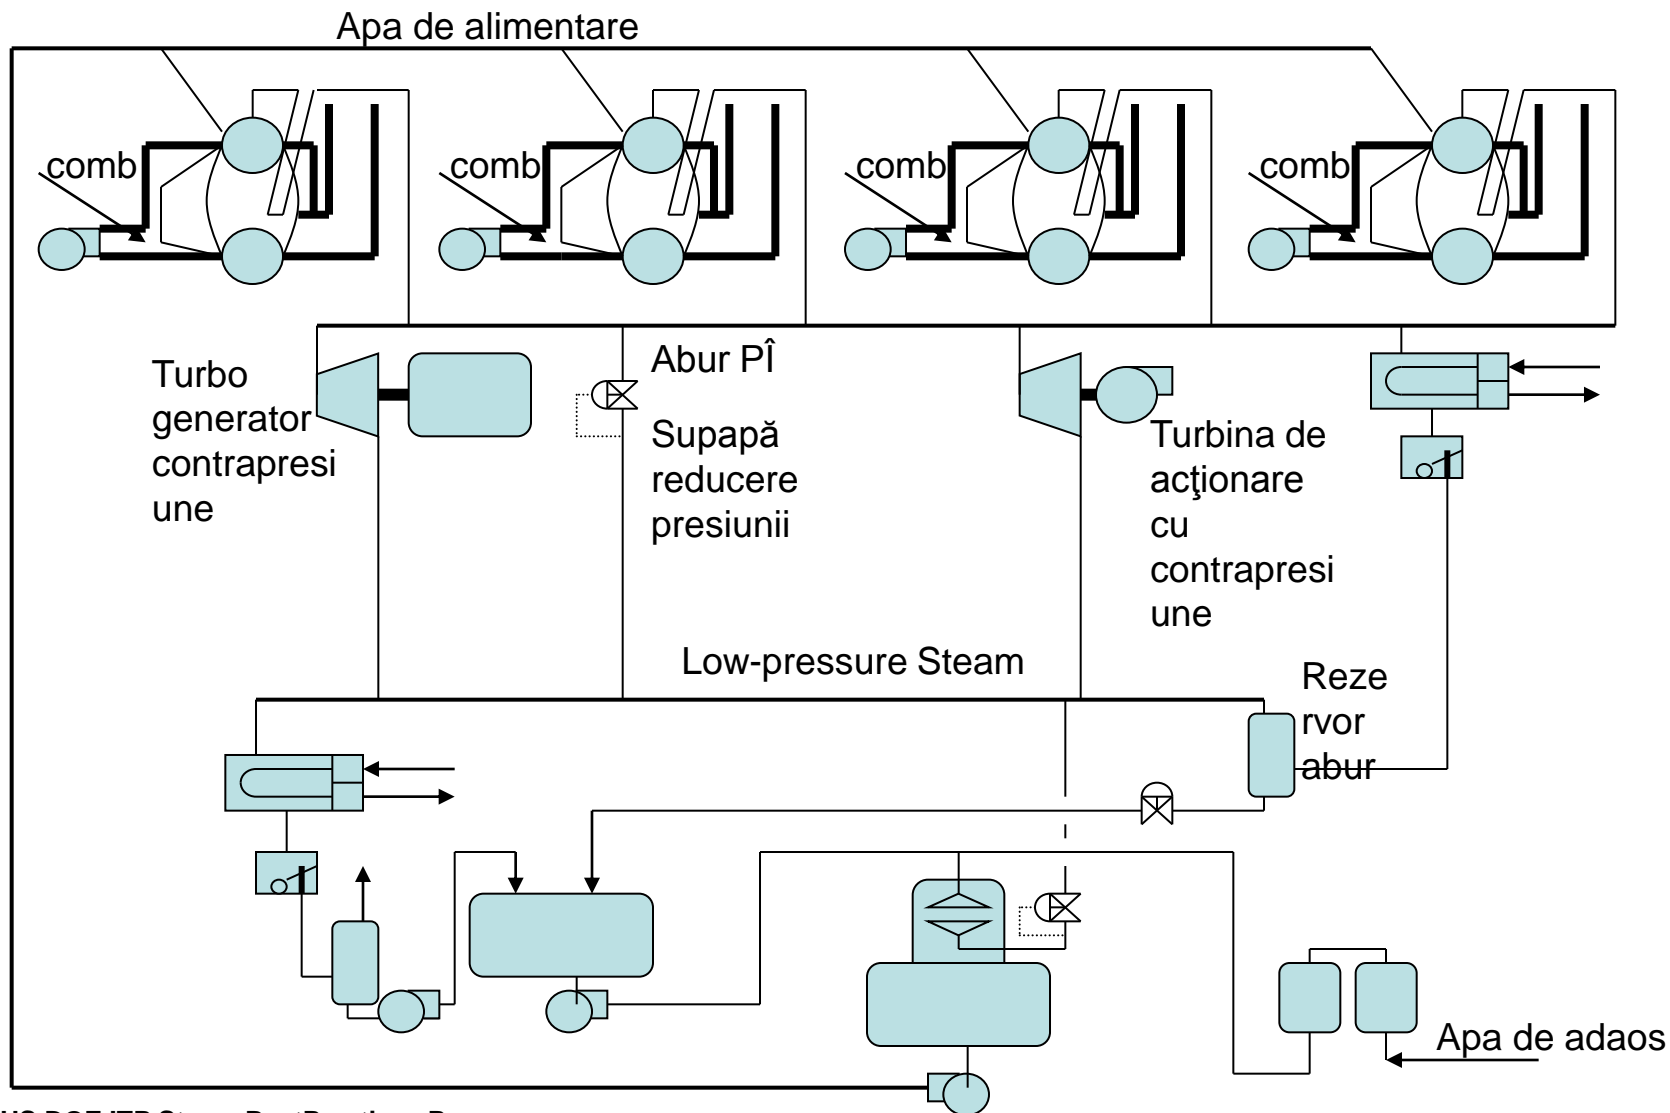 Apa de alimentare
comb
comb
comb
comb
Turbo
generator
contrapresi
une
Abur PÎ
Supapă
reducere
presiunii
Turbina de
acţionare
cu
contrapresi
une
Low-pressure Steam
Reze
rvor
abur
Apa de adaos